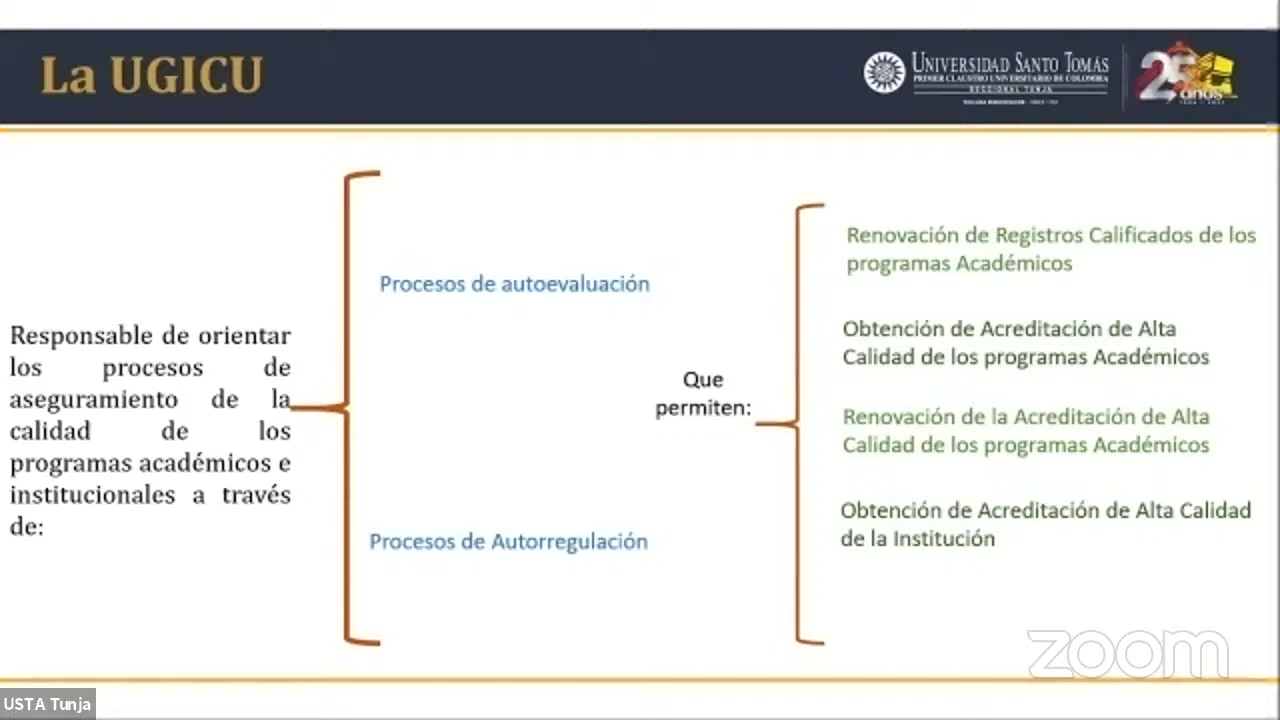 La UGICU
UNIVERSIDAD SANTO TOMÁS
PRIMER CLAUSTRO UNIVERSITARIO DE COLOMBIA
SECCIONAL TUNJA
25 años
Responsable de orientar
los procesos de
aseguramiento de la
calidad de los
programas académicos e
institucionales a través
de:
Procesos de autoevaluación
Procesos de Autorregulación
Que
permiten:
Renovación de Registros Calificados de los
programas Académicos
Obtención de Acreditación de Alta
Calidad de los programas Académicos
Renovación de la Acreditación de Alta
Calidad de los programas Académicos
Obtención de Acreditación de Alta Calidad
de la Institución
zoom
USTA Tunja